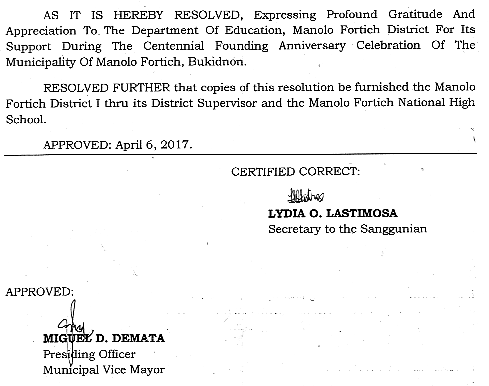 AS IT IS HEREBY RESOLVED, Expressing Profound Gratitude And
Appreciation To The Department Of Education, Manolo Fortich District For Its
Support During The Centennial Founding Anniversary Celebration Of The
Municipality Of Manolo Fortich, Bukidnon.
RESOLVED FURTHER that copies of this resolution be furnished the Manolo
Fortich District I thru its District Supervisor and the Manolo Fortich National High
School.
APPROVED: April 6, 2017.
CERTIFIED CORRECT:
LYDIA O. LASTIMOSA
Secretary to the Sanggunian
APPROVED:
MIGUEL D. DEMATA
Presiding Officer
Municipal Vice Mayor